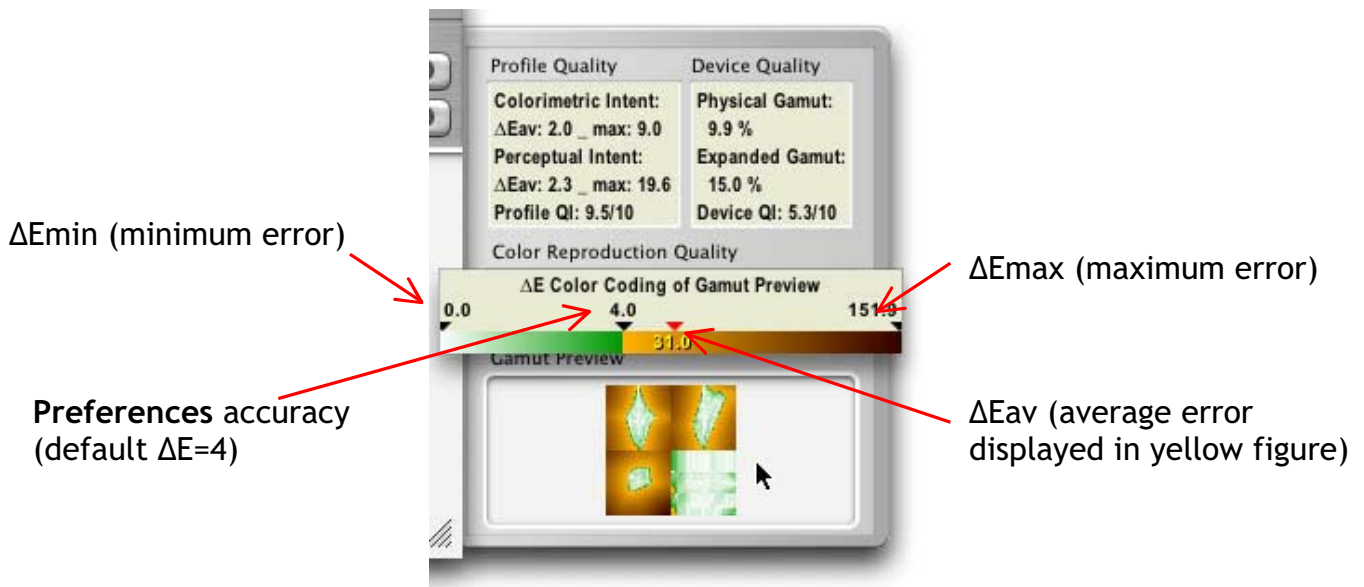 Profile Quality
Device Quality
Colorimetric Intent:
ΔEav: 2.0 _ max: 9.0
Perceptual Intent:
ΔEav: 2.3 _ max: 19.6
Profile QI: 9.5/10
Physical Gamut:
9.9 %
Expanded Gamut:
15.0 %
Device QI: 5.3/10
ΔEmin (minimum error)
Color Reproduction Quality
ΔEmax (maximum error)
ΔE Color Coding of Gamut Preview
0.0 4.0
31.0
Gamut Preview
Preferences accuracy
(default ΔE=4)
ΔEav (average error
displayed in yellow figure)